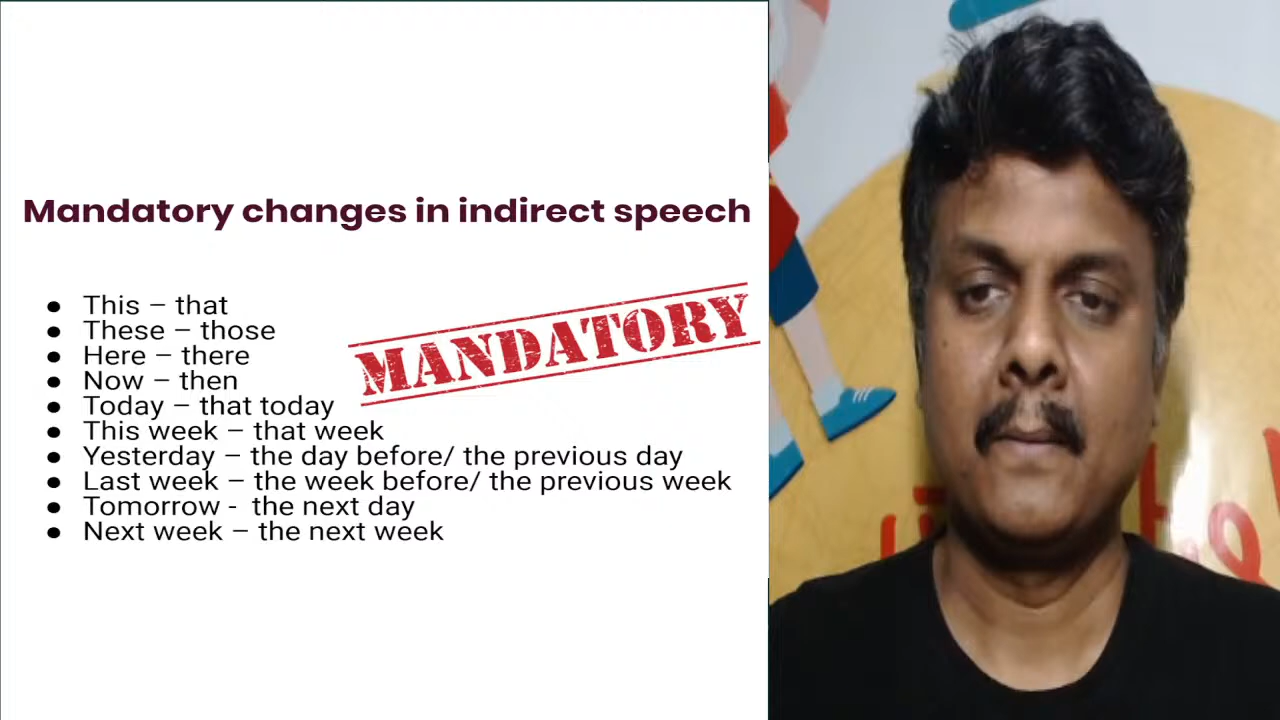 Mandatory changes in indirect speech
● This – that
● These – those
● Here – there
● Now – then
● Today – that today
● This week – that week
● Yesterday – the day before/ the previous day
● Last week – the week before/ the previous week
● Tomorrow - the next day
● Next week – the next week
MANDATORY